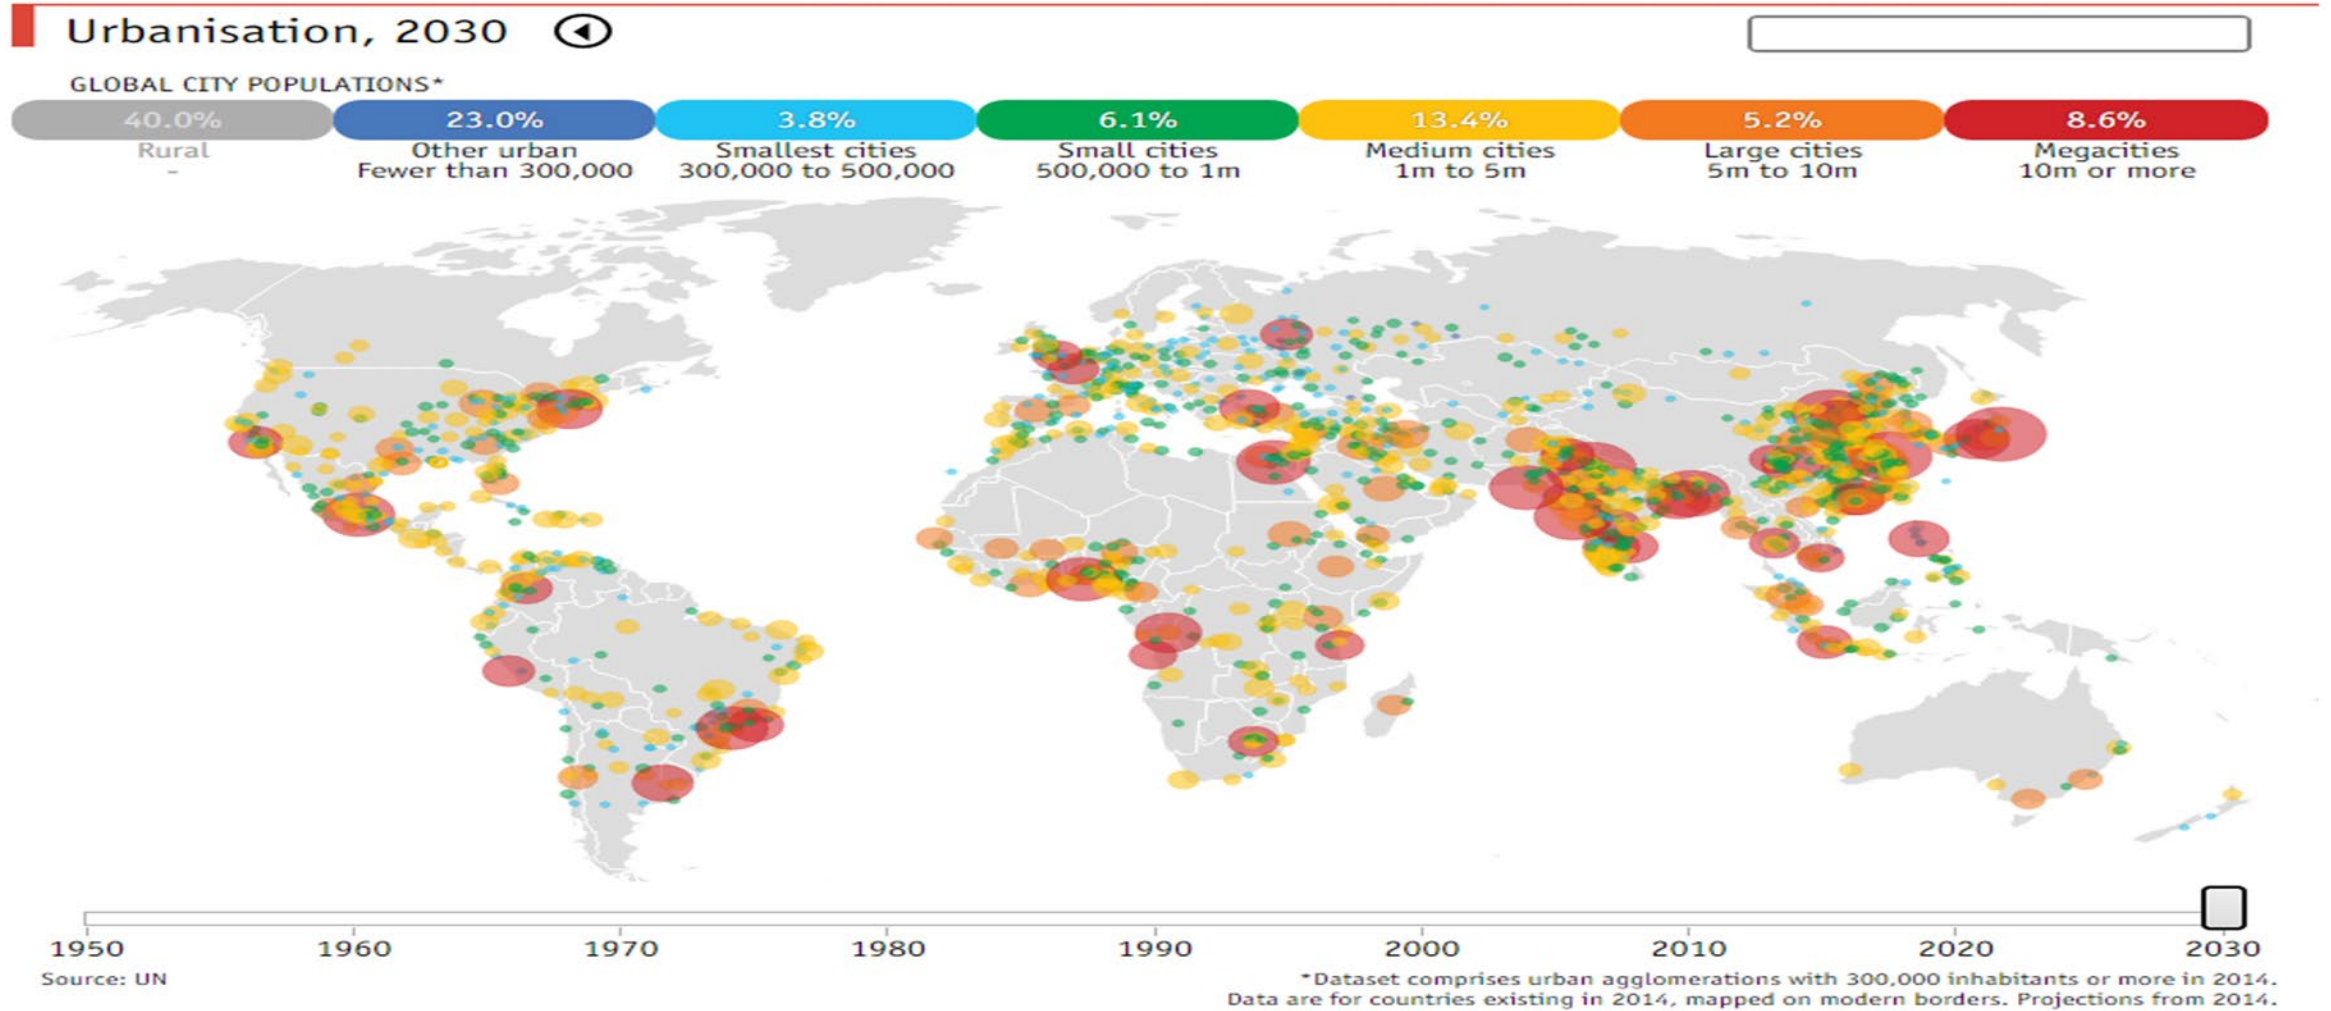 Urbanisation, 2030
GLOBAL CITY POPULATIONS*
40.0% 23.0% 3.8% 6.1% 13.4% 5.2% 8.6%
Rural Other urban Smallest cities Small cities Medium cities Large cities Megacities
- Fewer than 300,000 300,000 to 500,000 500,000 to 1m 1m to 5m 5m to 10m 10m or more
1950 1960 1970 1980 1990 2000 2010 2020 2030
Source: UN
*Dataset comprises urban agglomerations with 300,000 inhabitants or more in 2014.
Data are for countries existing in 2014, mapped on modern borders. Projections from 2014.